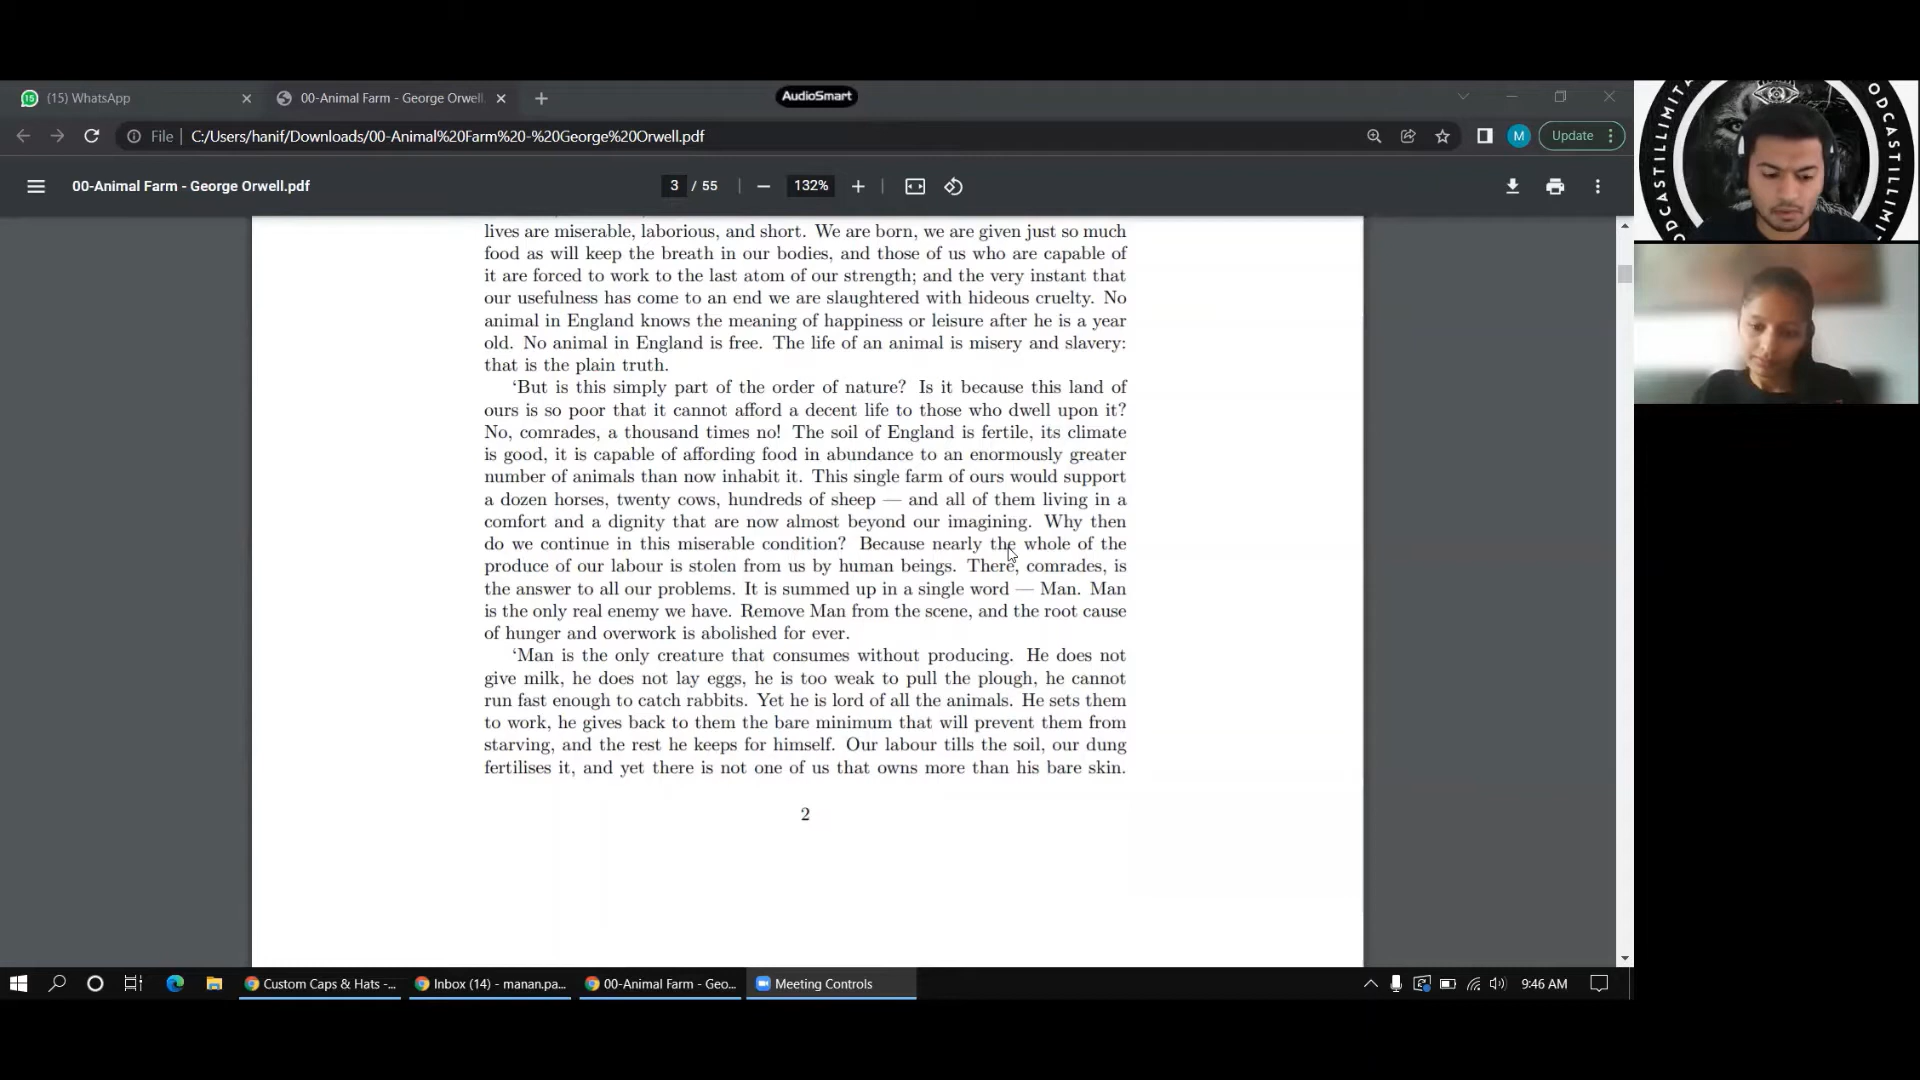 (15) WhatsApp
00-Animal Farm - George Orwell
AudioSmart
File
C:/Users/hanif/Downloads/00-Animal%20Farm%20-%20George%20Orwell.pdf
M
Update
00-Animal Farm - George Orwell.pdf
3 / 55
132%
lives are miserable, laborious, and short. We are born, we are given just so much
food as will keep the breath in our bodies, and those of us who are capable of
it are forced to work to the last atom of our strength; and the very instant that
our usefulness has come to an end we are slaughtered with hideous cruelty. No
animal in England knows the meaning of happiness or leisure after he is a year
old. No animal in England is free. The life of an animal is misery and slavery:
that is the plain truth.
‘But is this simply part of the order of nature? Is it because this land of
ours is so poor that it cannot afford a decent life to those who dwell upon it?
No, comrades, a thousand times no! The soil of England is fertile, its climate
is good, it is capable of affording food in abundance to an enormously greater
number of animals than now inhabit it. This single farm of ours would support
a dozen horses, twenty cows, hundreds of sheep — and all of them living in a
comfort and a dignity that are now almost beyond our imagining. Why then
do we continue in this miserable condition? Because nearly the whole of the
produce of our labour is stolen from us by human beings. There, comrades, is
the answer to all our problems. It is summed up in a single word — Man. Man
is the only real enemy we have. Remove Man from the scene, and the root cause
of hunger and overwork is abolished for ever.
‘Man is the only creature that consumes without producing. He does not
give milk, he does not lay eggs, he is too weak to pull the plough, he cannot
run fast enough to catch rabbits. Yet he is lord of all the animals. He sets them
to work, he gives back to them the bare minimum that will prevent them from
starving, and the rest he keeps for himself. Our labour tills the soil, our dung
fertilises it, and yet there is not one of us that owns more than his bare skin.
2
Custom Caps & Hats -...
Inbox (14) - manan.pa...
00-Animal Farm - Geo...
Meeting Controls
9:46 AM